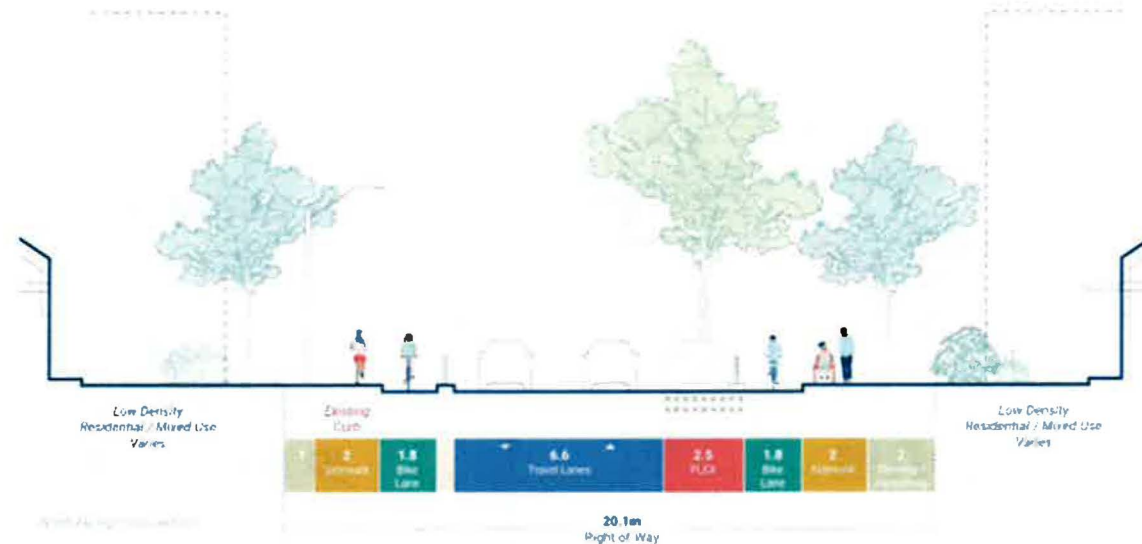 Low Density
Residential / Mixed Use
Varies
Existing
Curb
Low Density
Residential / Mixed Use
Varies
2
Sidewalk
1.8
Bike
Lane
6.6
Travel Lanes
2.5
FLEX
1.8
Bike
Lane
2
Sidewalk
2
20.1m
Right of Way